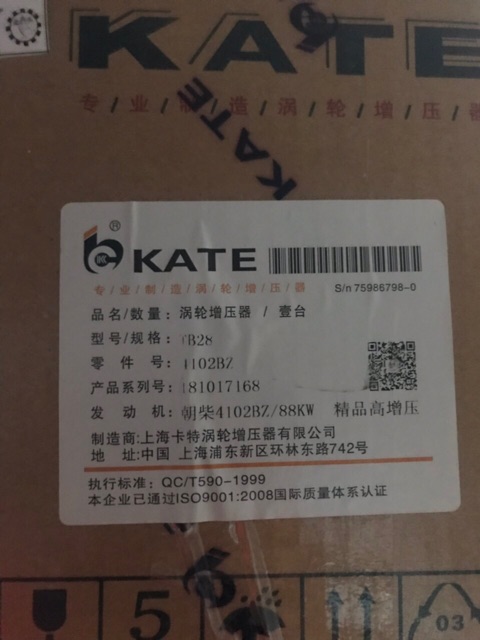 KATE
专/业/制/造/涡/轮/增/压/器
KATE
KATE
专/业/制/造/涡/轮/增/压/器
S/n 75986798-0
品名/数量: 涡轮增压器 / 壹台
型号/规格: TB28
零件号: 4102BZ
产品系列号: 181017168
发动机: 朝柴4102BZ/88KW 精品高增压
制造商:上海卡特涡轮增压器有限公司
地址:中国 上海浦东新区环林东路742号
执行标准: QC/T590-1999
本企业已通过ISO9001:2008国际质量体系认证
5
03